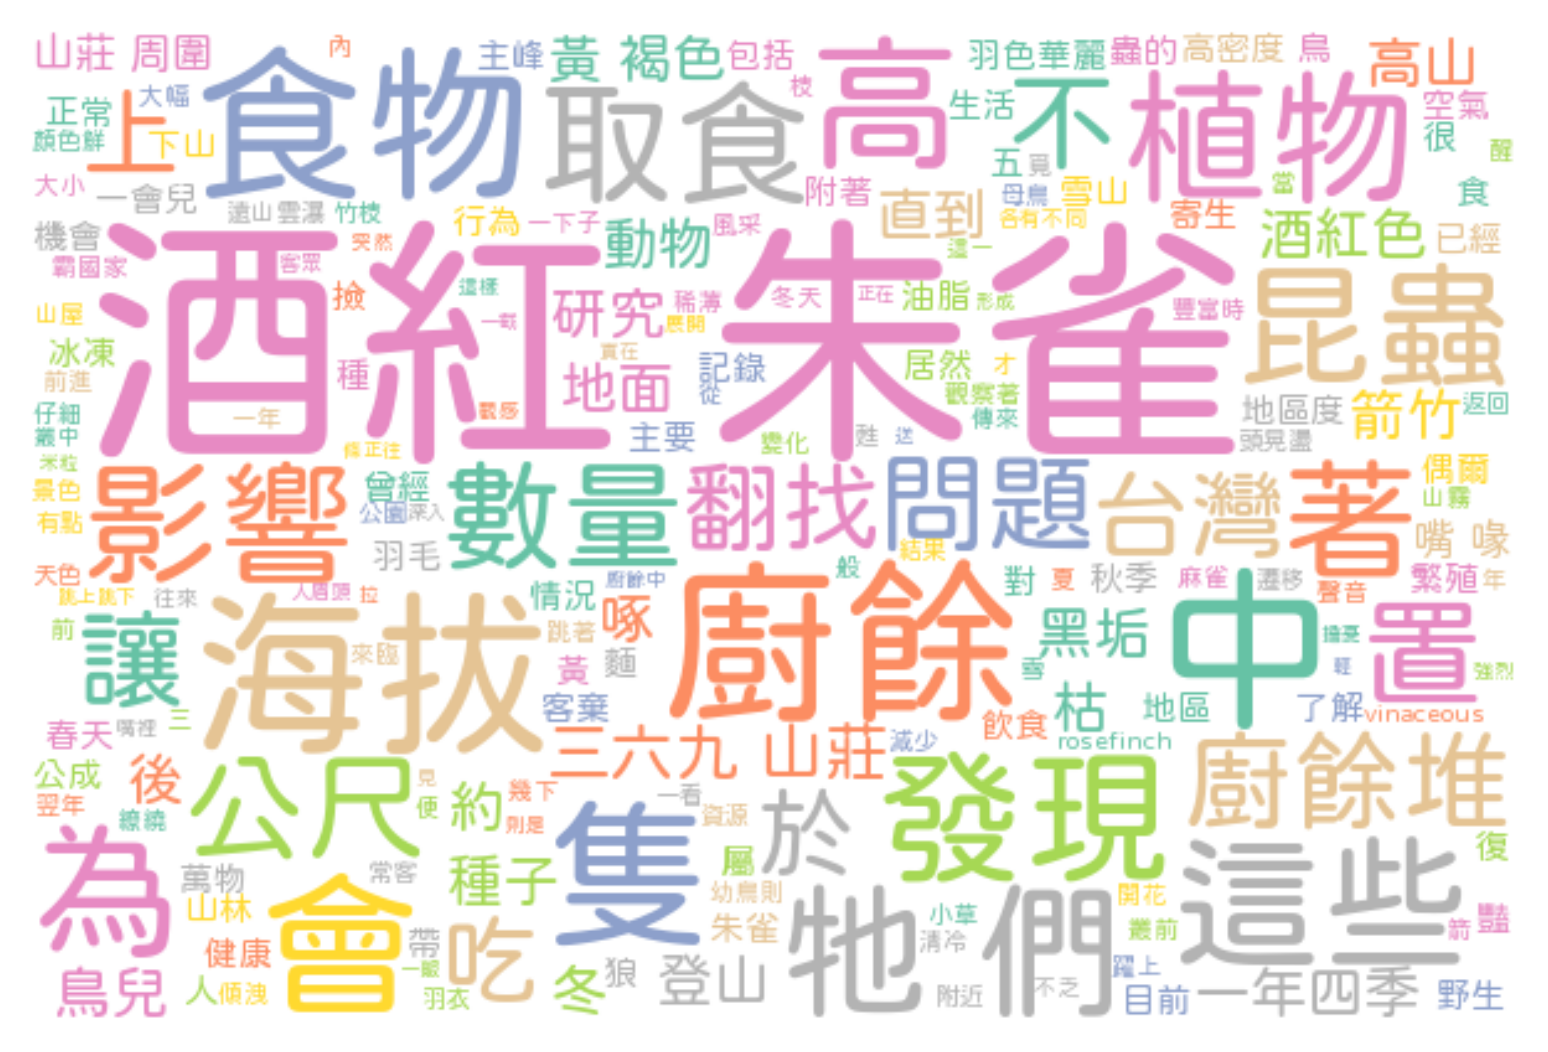 山莊 周圍
內
主峰
黃 褐色
包括
高
羽色華麗
蟲的
高密度
鳥
高山
正常
大幅
上
食物
取食
枝
生活
不
植物
空氣
顏色鮮
下山
五
覓
很
醒
大小
一會兒
遠山
雲瀑
竹枝
行為
一下子
風采
附著
直到
母鳥
雪山
各有不同
當
寄生
食
機會
霸國家
酒紅朱雀
突然
客眾
動物
這一
酒紅色
已經
撿
這樣
研究
稀薄
冬天
正在
油脂
形成
豐富時
昆蟲
山屋
冰凍
前進
種
展開
實在
地面
記錄
從
居然
才
觀察著
傳來
地區度
箭竹
返回
仔細
叢中
一年
觀感
主要
變化
甦
送
頭晃盪
條正往
米粒
景色
有點
影響
曾經
公園
深入
數量
翻找
問題
台灣
著
偶爾
山霧
羽毛
結果
嘴 喙
天色
跳上跳下
往來
人眉頭
拉
情況
廚餘中
般
對
夏
秋季
麻雀
遷移
聲音
繁殖
年
前
讓
海拔
來臨
跳著
啄
廚餘
黑垢
中
擔憂
置
黃
麵
雪
輕
強烈
客棄
枯
地區
了解
vinaceous
春天
嘴裡
三
三六九 山莊
減少
飲食
rosefinch
公成
後
公尺
見
便
約
幾下
則是
一看
資源
發現
廚餘堆
翌年
繚繞
隻
於
為
萬物
常客
種子
屬
這些
復
山林
會
幼鳥則
牠們
小草
開花
健康
帶
一眼
吃
朱雀
清冷
叢前
箭
豔
鳥兒
人
傾洩
羽衣
冬
狼
登山
附近
不乏
躍上
目前
一年四季
野生